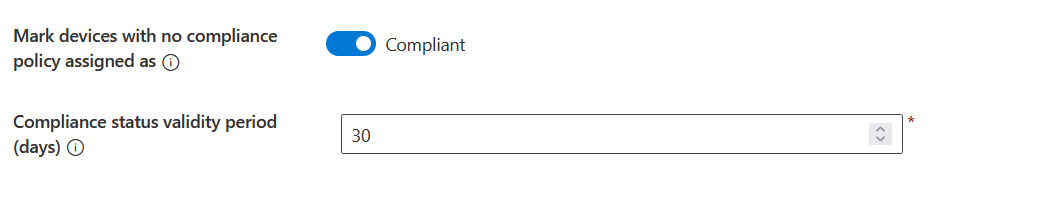 Mark devices with no compliance
policy assigned as
Compliant
Compliance status validity period
(days)
30
*